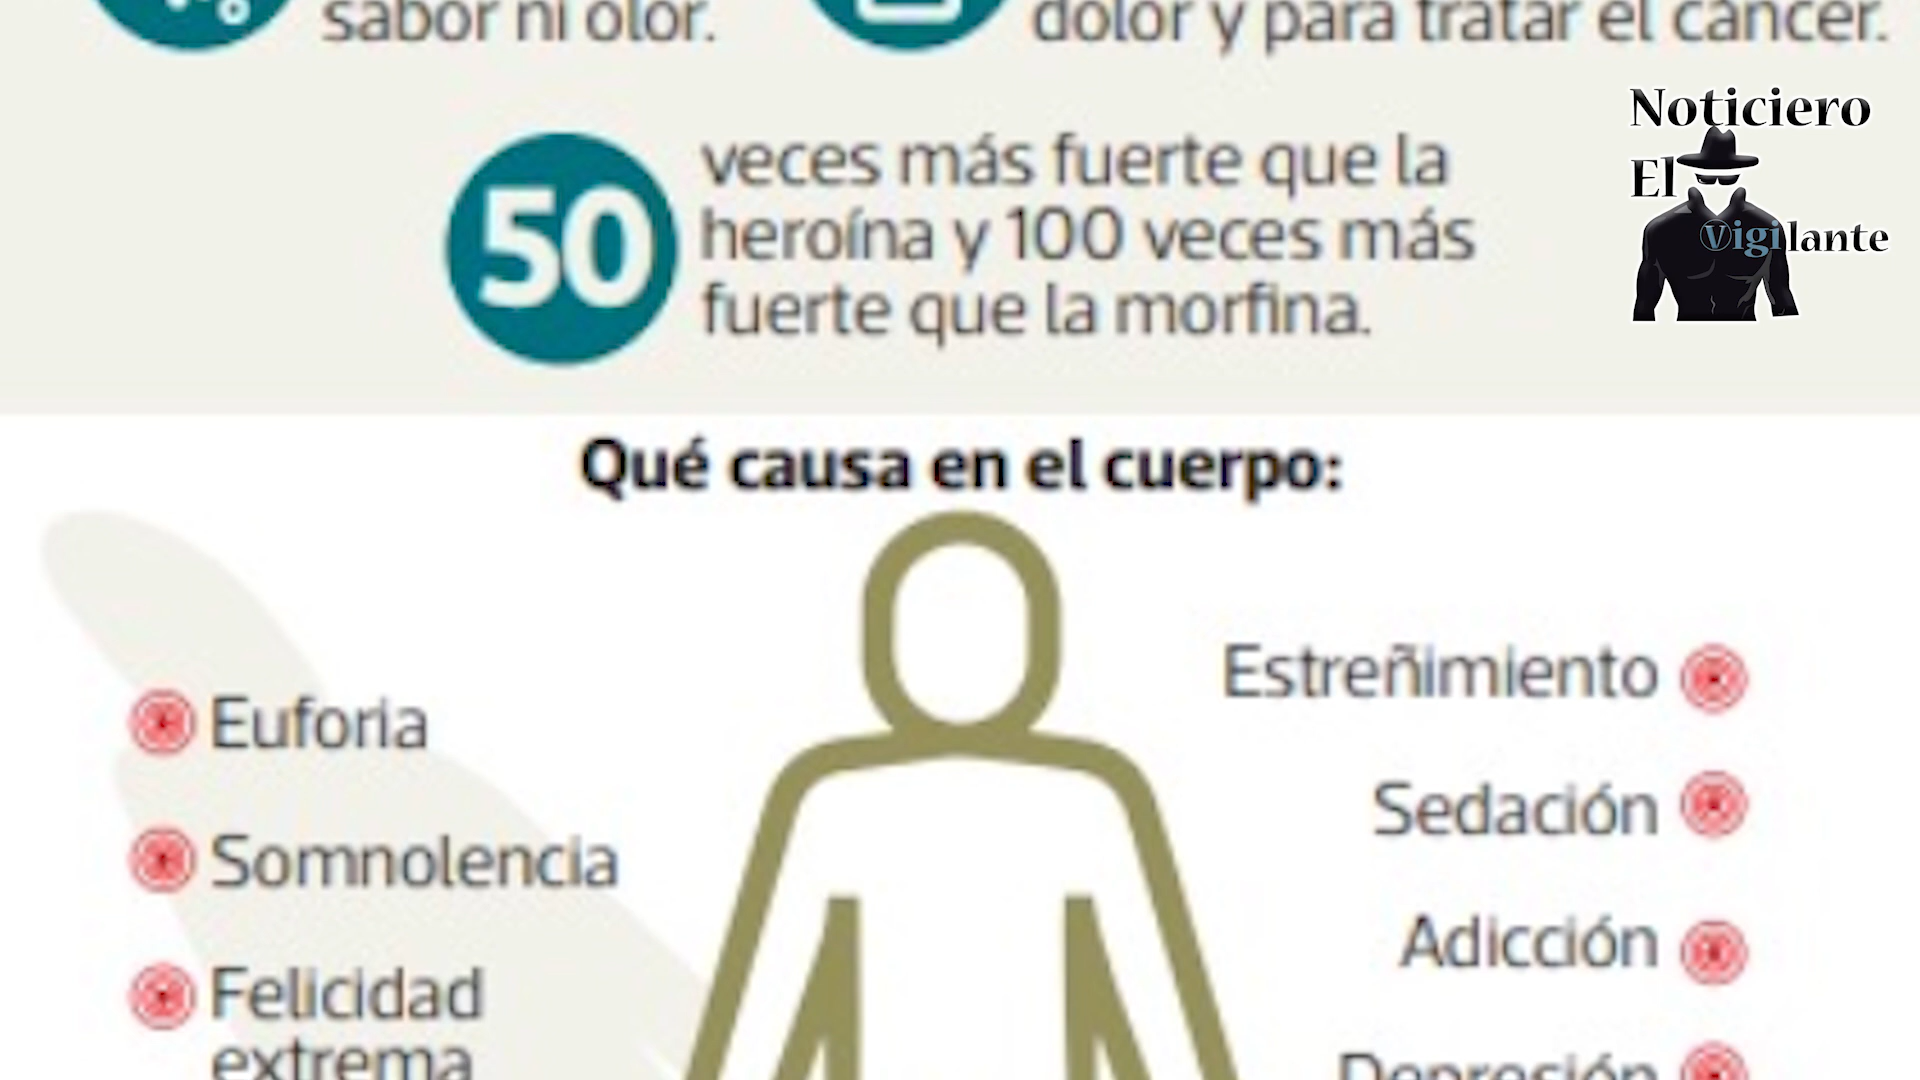 sabor ni olor.
dolor y para tratar el cáncer.
Noticiero
El
Vigilante
50
veces más fuerte que la
heroína y 100 veces más
fuerte que la morfina.
Qué causa en el cuerpo:
Euforia
Somnolencia
Felicidad
extrema
Estreñimiento
Sedación
Adicción
Depresión